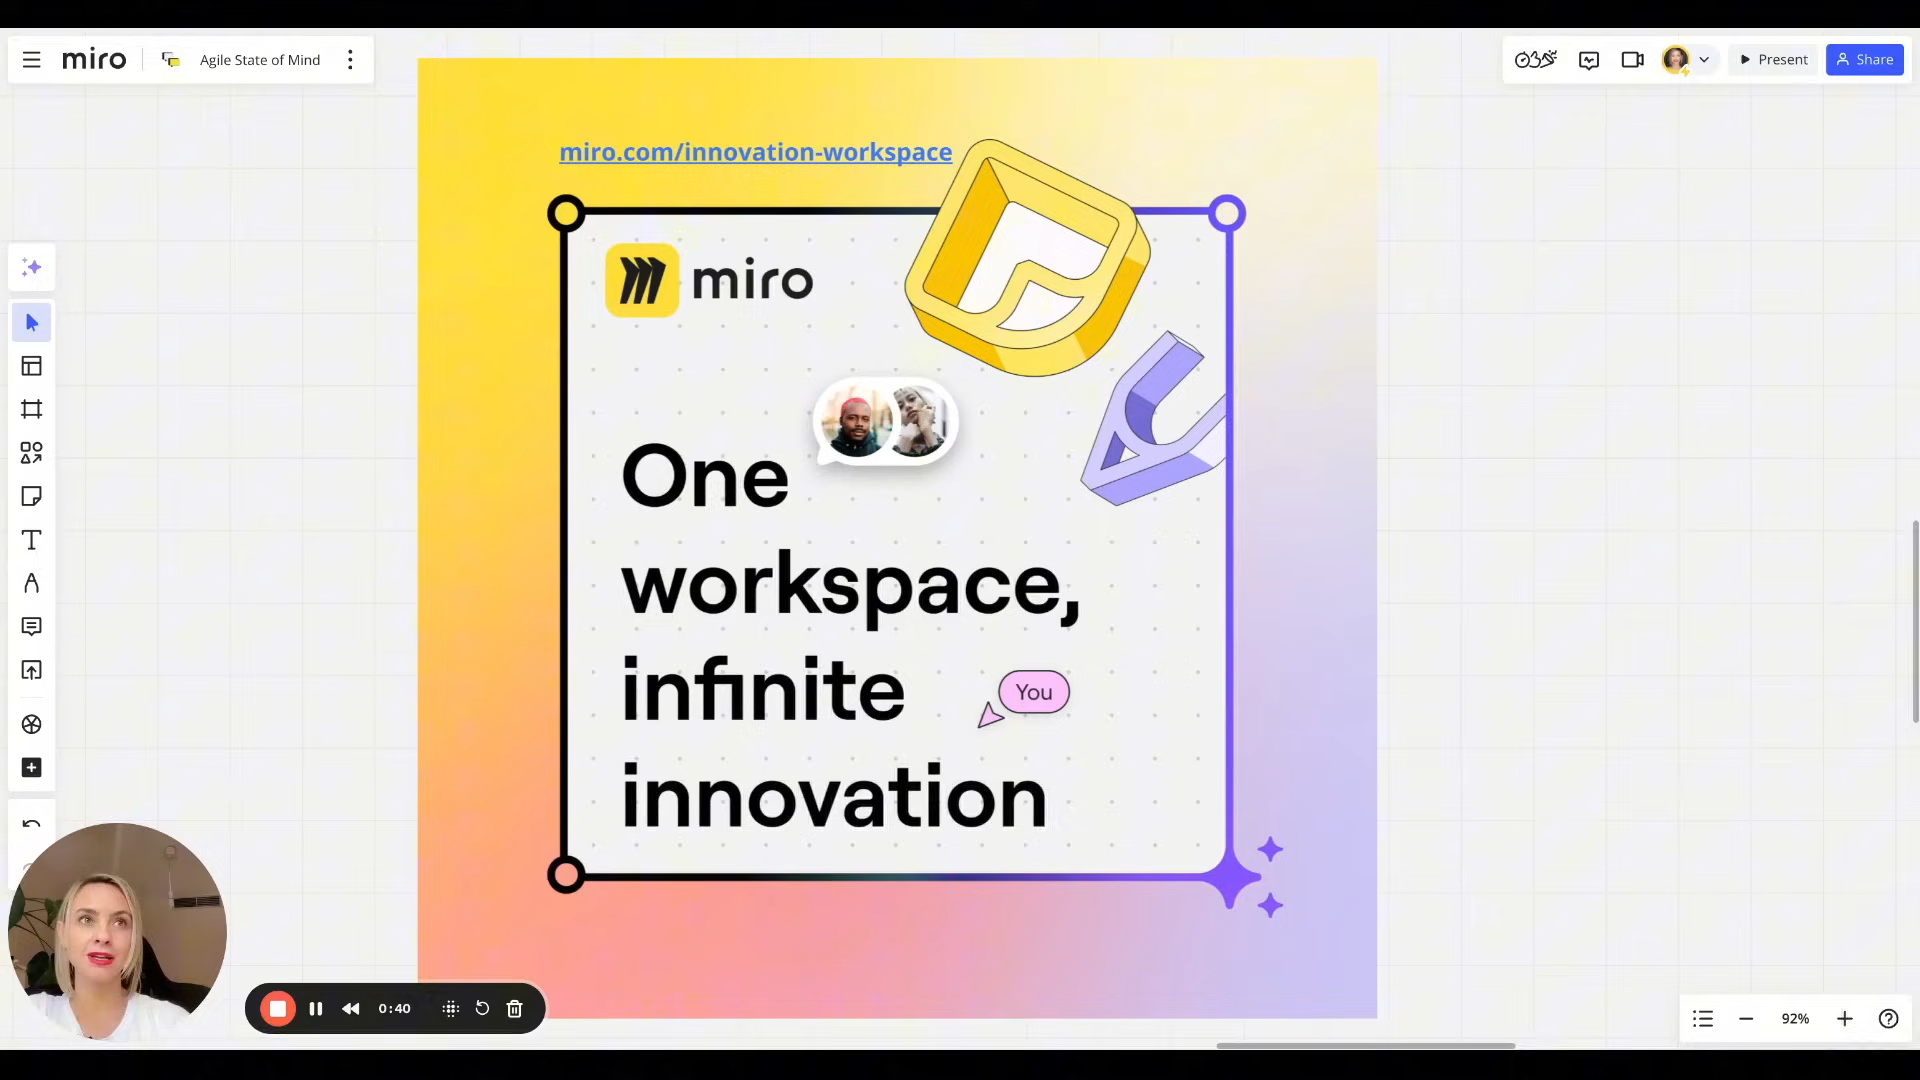 miro
Agile State of Mind
Present
Share
miro.com/innovation-workspace
miro
One
workspace,
infinite
You
innovation
0:40
92%